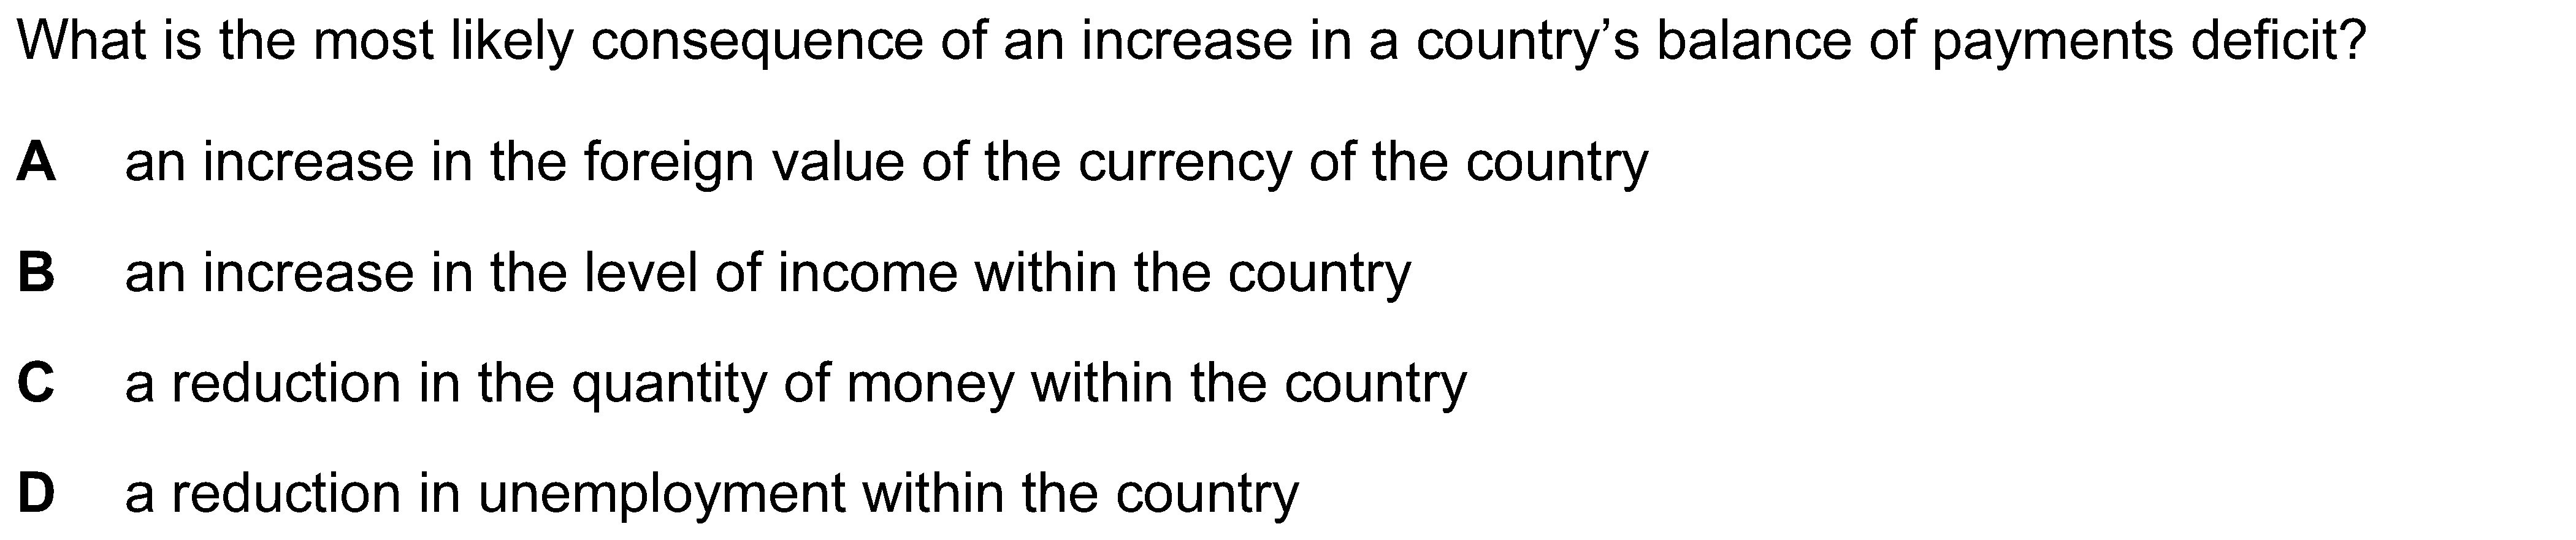 What is the most likely consequence of an increase in a country’s balance of payments deficit?
A an increase in the foreign value of the currency of the country
B an increase in the level of income within the country
C a reduction in the quantity of money within the country
D a reduction in unemployment within the country